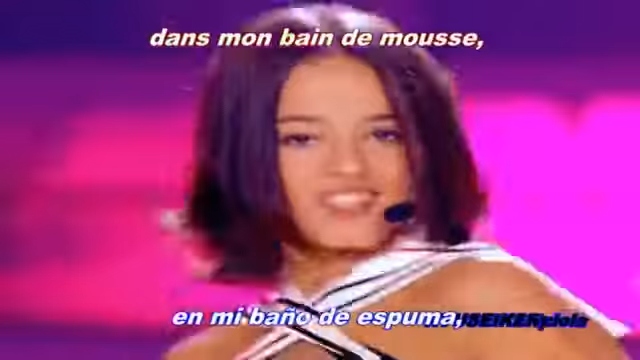 dans mon bain de mousse,
en mi baño de espuma,